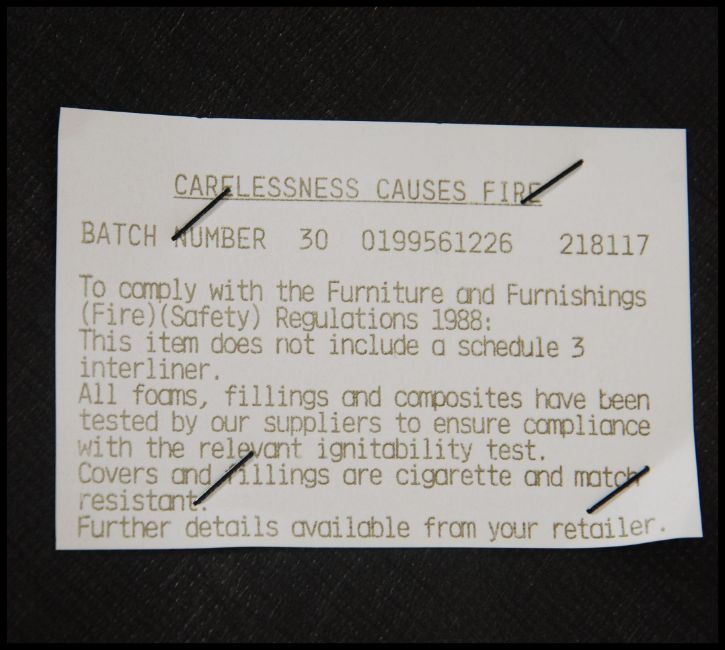 CARELESSNESS CAUSES FIRE
BATCH NUMBER 30 0199561226 218117
To comply with the Furniture and Furnishings
(Fire)(Safety) Regulations 1988:
This item does not include a schedule 3
interliner.
All foams, fillings and composites have been
tested by our suppliers to ensure compliance
with the relevant ignitability test.
Covers and fillings are cigarette and match
resistant.
Further details available from your retailer.